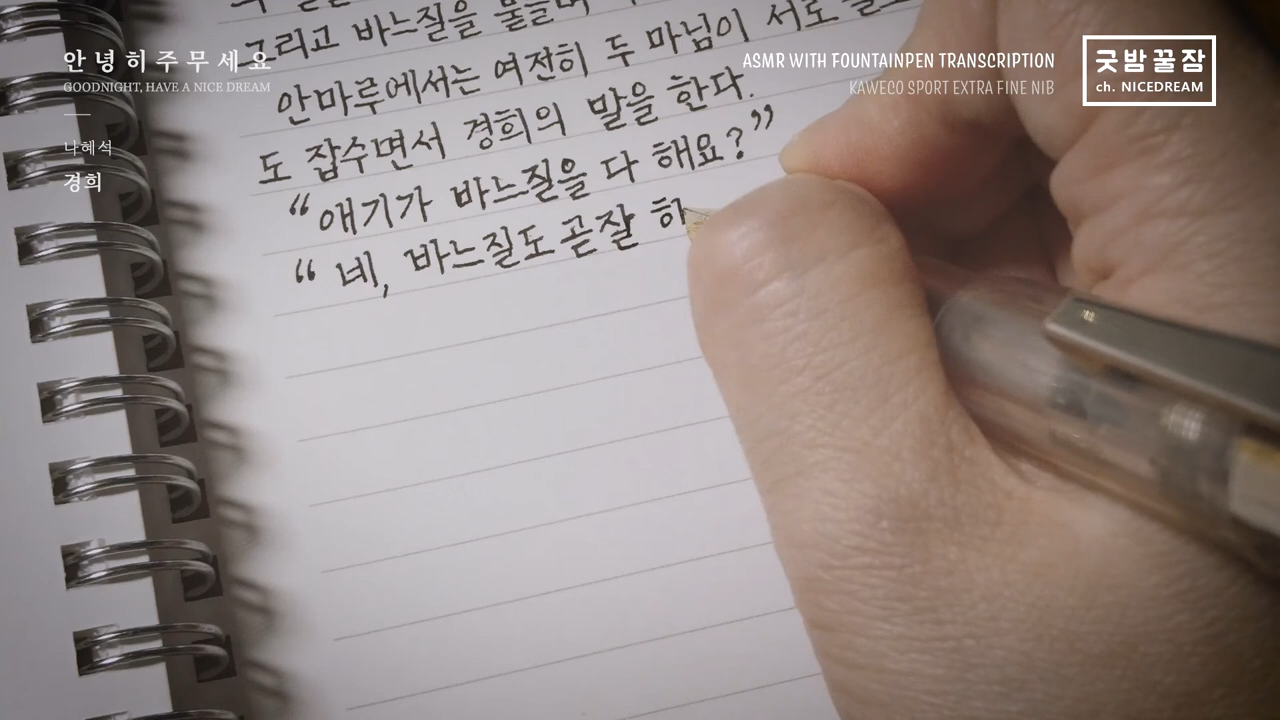 안녕히주무세요
GOODNIGHT, HAVE A NICE DREAM
나혜석
경희
ASMR WITH FOUNTAINPEN TRANSCRIPTION
KAWECO SPORT EXTRA FINE NIB
굿밤꿀잠
ch. NICEDREAM
그리고 바느질을
안마루에서는 여전히 두 마님이 서로
도 잡수면서 경희의 말을 한다.
“애기가 바느질을 다 해요?”
“네, 바느질도 곧잘 하